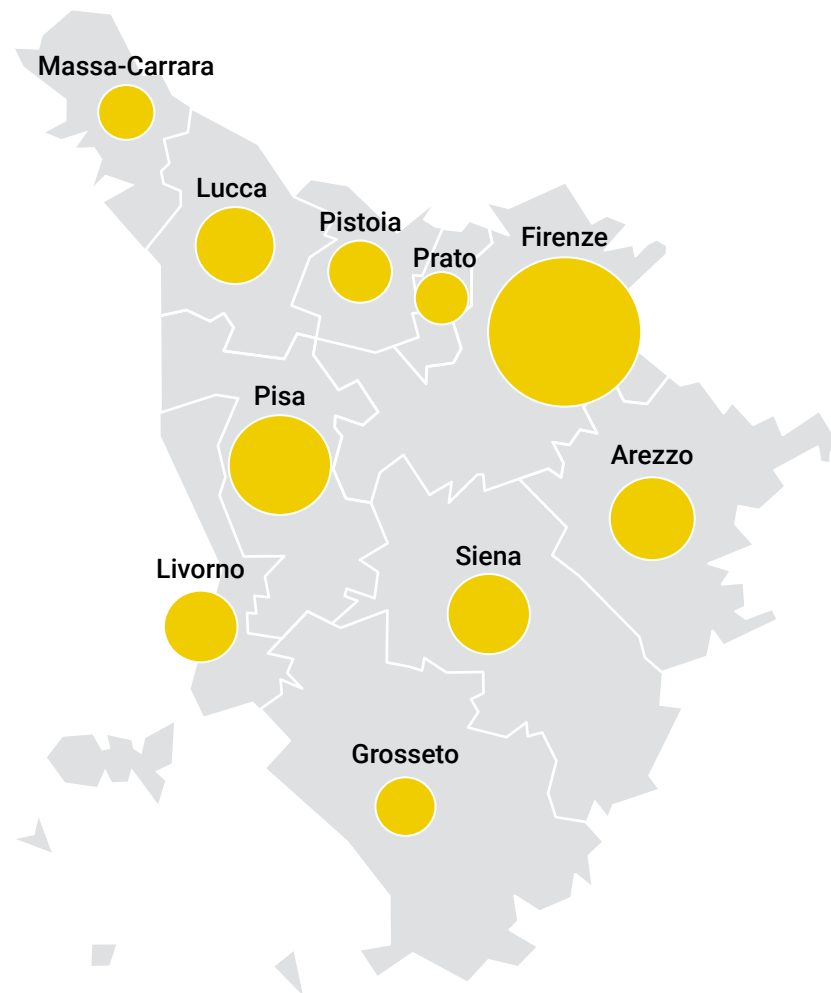 Massa-Carrara
Lucca
Pistoia
Prato
Firenze
Pisa
Arezzo
Siena
Livorno
Grosseto